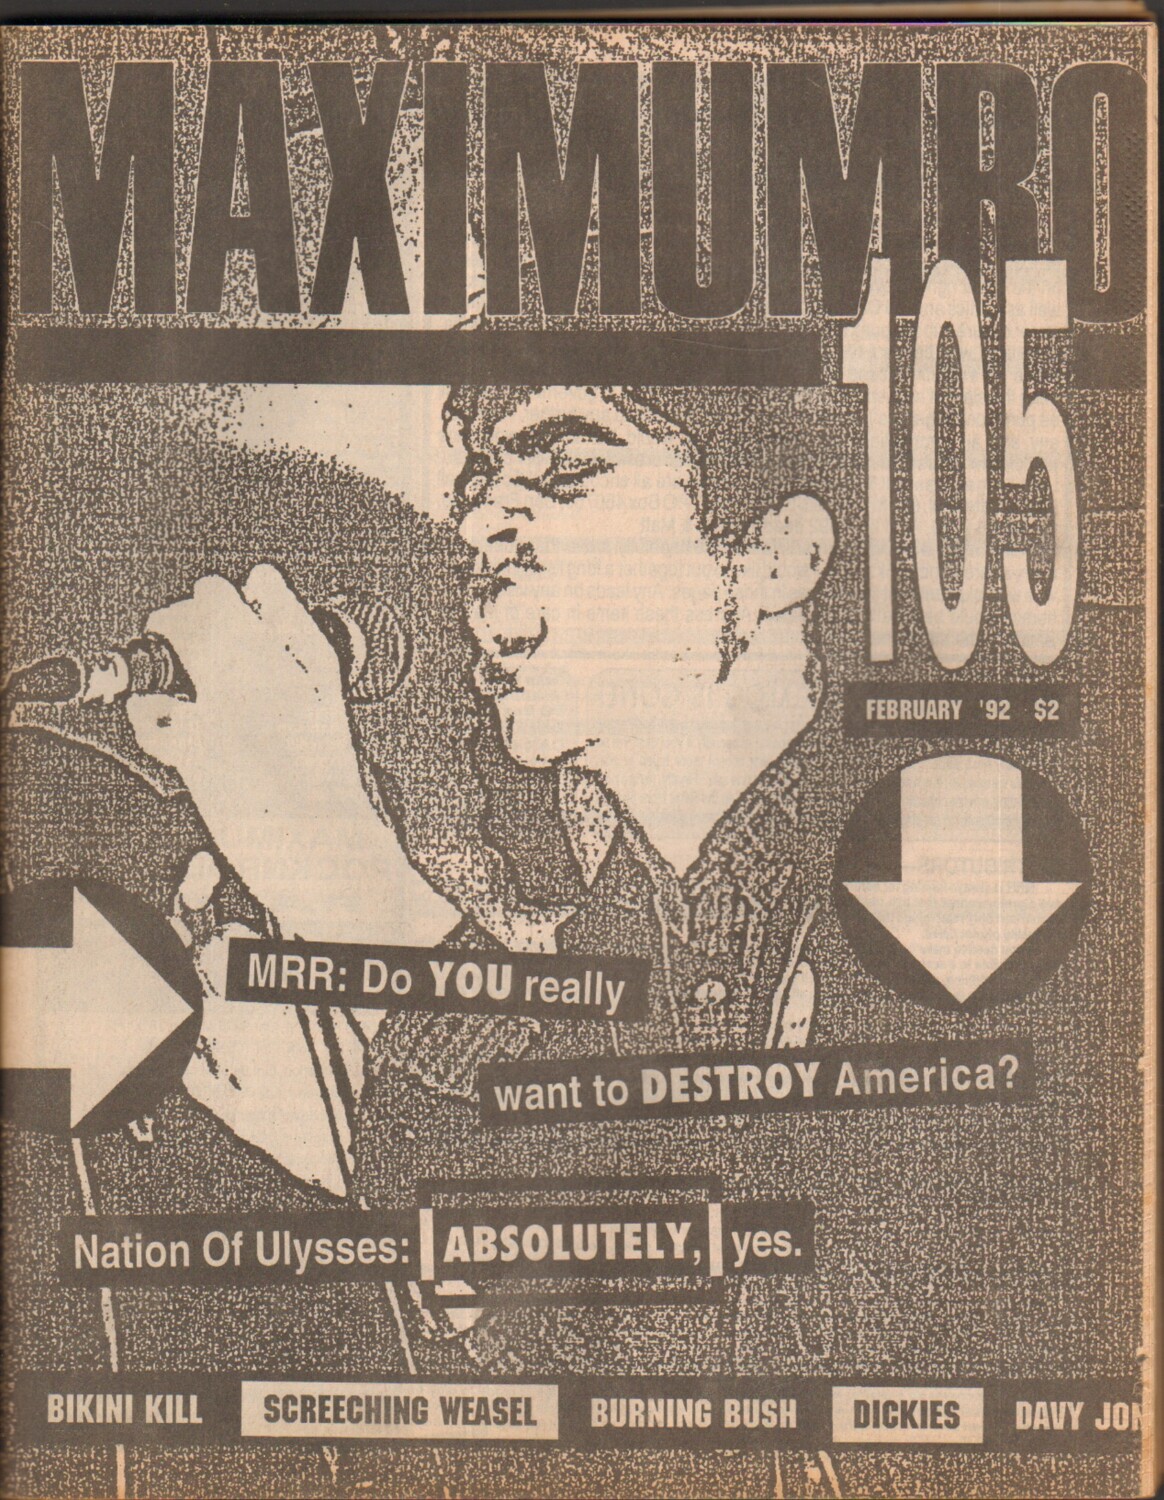 MAXIMUMRO
105
FEBRUARY '92 $2
MRR: Do YOU really
want to DESTROY America?
Nation Of Ulysses: [ABSOLUTELY,] yes.
BIKINI KILL SCREECHING WEASEL BURNING BUSH DICKIES DAVY JON